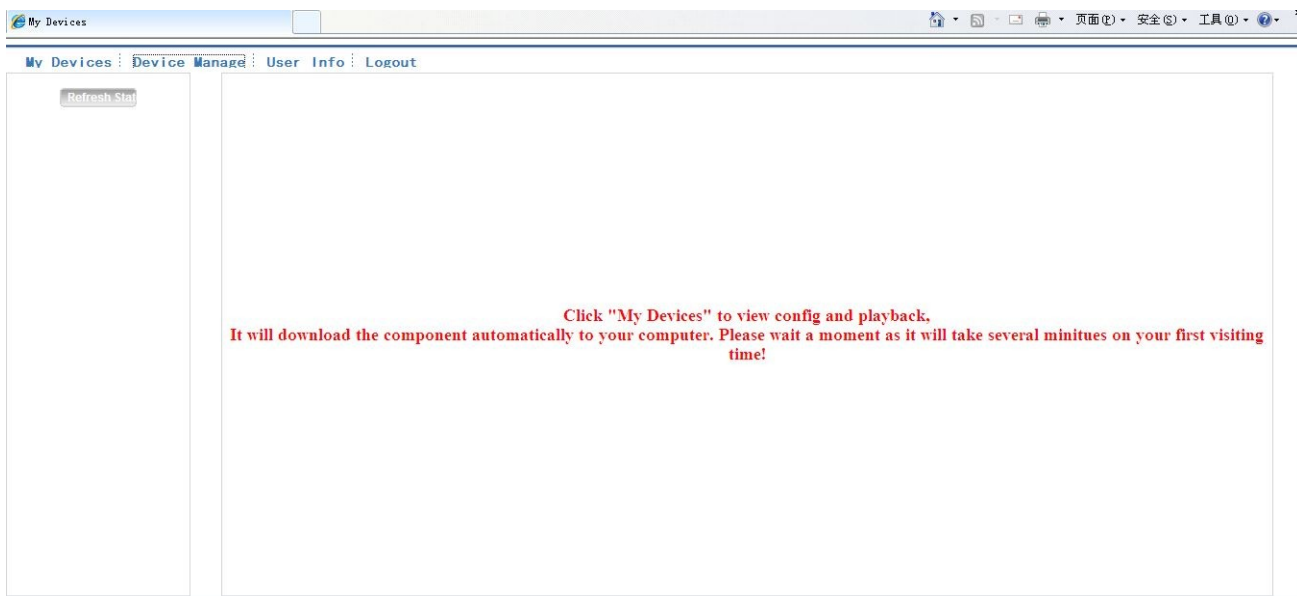 My Devices
页面(P) 安全(S) 工具(O)
My Devices Device Manage User Info Logout
Refresh Stat
Click "My Devices" to view config and playback,
It will download the component automatically to your computer. Please wait a moment as it will take several minitues on your first visiting
time!